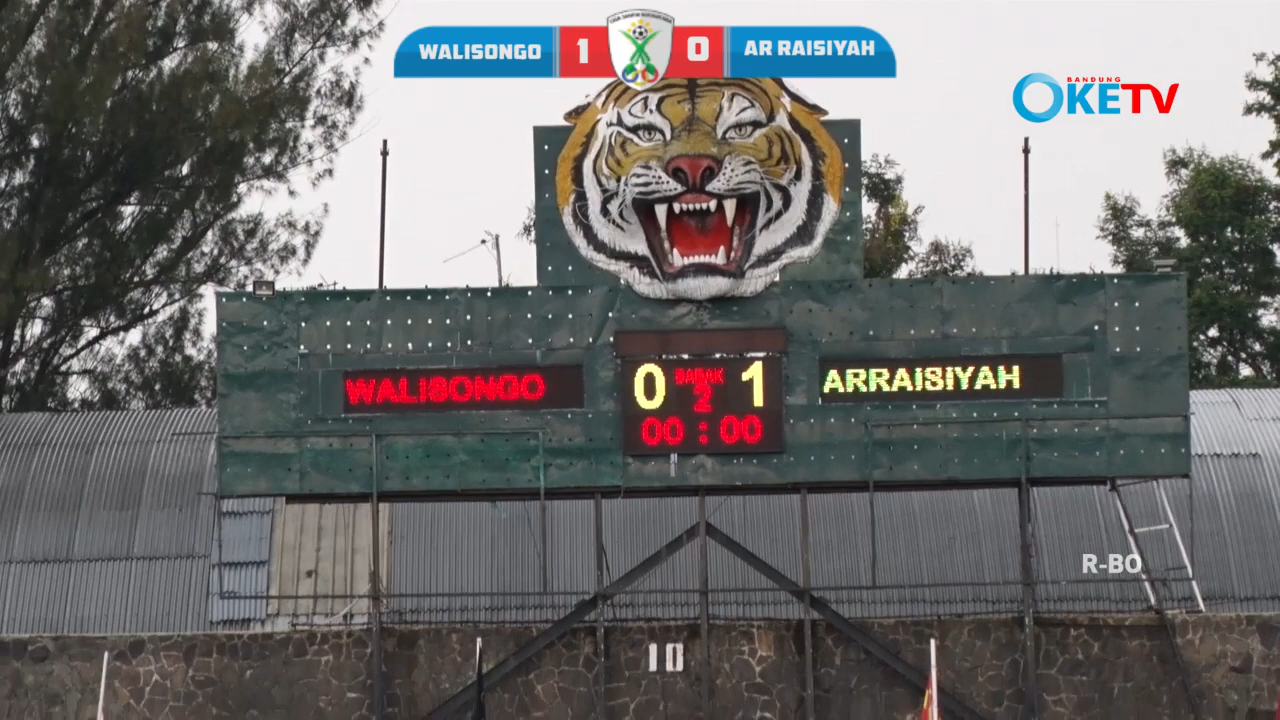 WALISONGO 1 0 AR RAISIYAH
BANDUNG
OKETV
WALISONGO 0 BABAK 1 ARRAISIYAH
2
00 : 00
R-BO
10